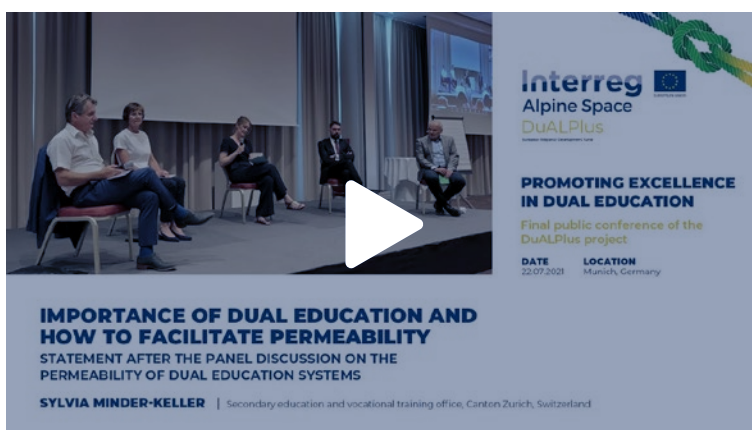 Interreg
Alpine Space
DuALPlus
PROMOTING EXCELLENCE
IN DUAL EDUCATION
Final public conference of the
DuALPlus project
DATE LOCATION
22.07.2021 Munich, Germany
IMPORTANCE OF DUAL EDUCATION AND
HOW TO FACILITATE PERMEABILITY
STATEMENT AFTER THE PANEL DISCUSSION ON THE
PERMEABILITY OF DUAL EDUCATION SYSTEMS
SYLVIA MINDER-KELLER | Secondary education and vocational training office, Canton Zurich, Switzerland